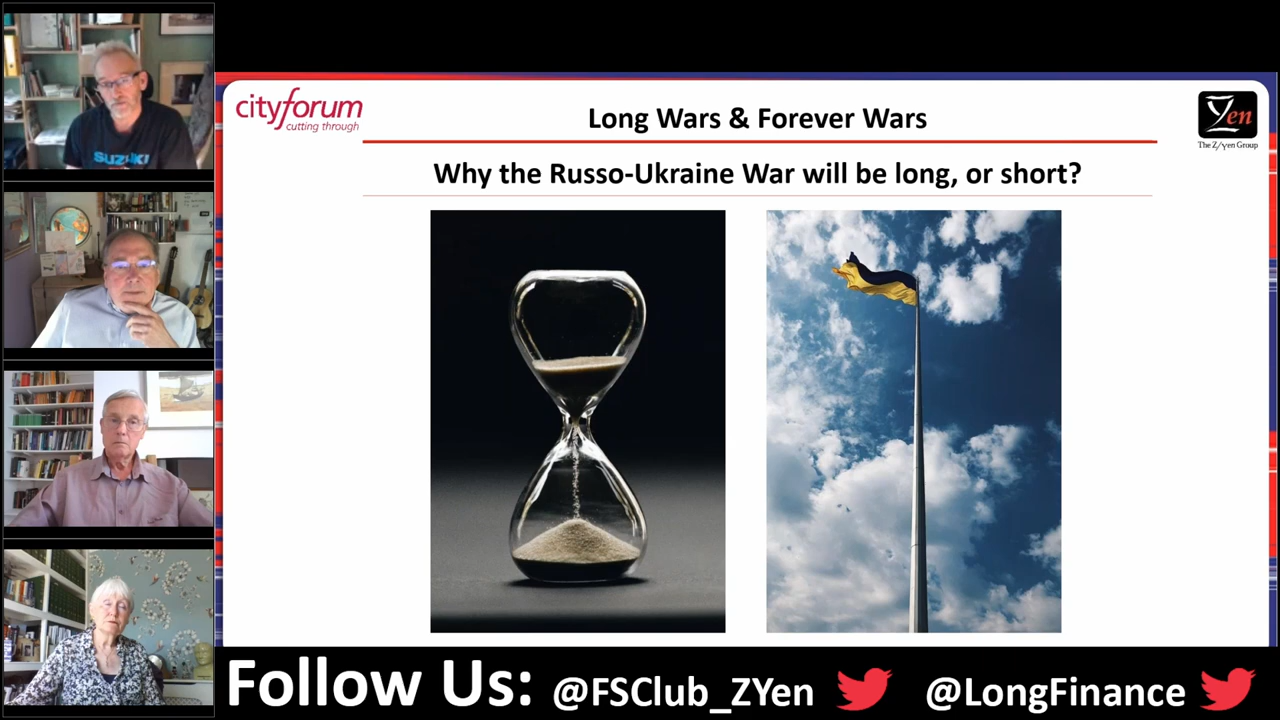 SUZUKI
cityforum
cutting through
Long Wars & Forever Wars
Zen
The Z/Yen Group
Why the Russo-Ukraine War will be long, or short?
Follow Us: @FSClub_ZYen @LongFinance